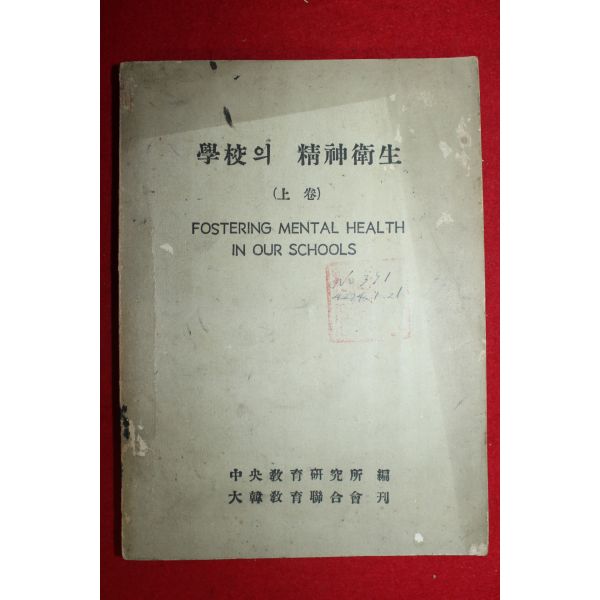 學校의 精神衛生
(上卷)
FOSTERING MENTAL HEALTH
IN OUR SCHOOLS
中央敎育硏究所 編
大韓敎育聯合會 刊